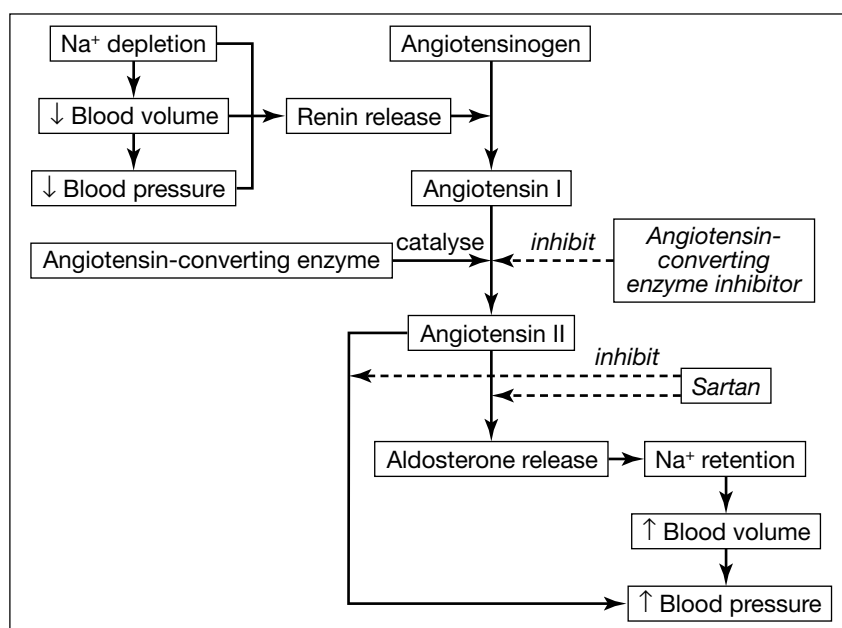 Na⁺ depletion
Angiotensinogen
↓ Blood volume
Renin release
↓ Blood pressure
Angiotensin I
Angiotensin-converting enzyme
catalyse
inhibit
Angiotensin-
converting
enzyme inhibitor
Angiotensin II
inhibit
Sartan
Aldosterone release
Na⁺ retention
↑ Blood volume
↑ Blood pressure